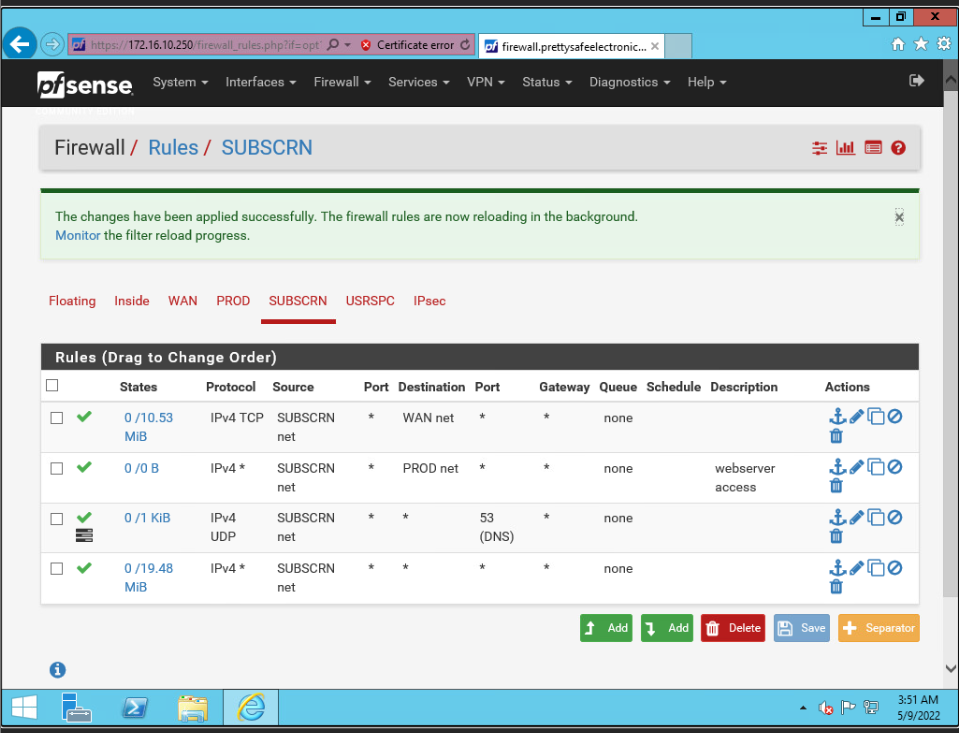 https://172.16.10.250/firewall_rules.php?if=opt
Certificate error
firewall.prettysafeelectronic...
pfsense
System
Interfaces
Firewall
Services
VPN
Status
Diagnostics
Help
Firewall / Rules / SUBSCRN
The changes have been applied successfully. The firewall rules are now reloading in the background.
Monitor the filter reload progress.
Floating Inside WAN PROD SUBSCRN USRSPC IPsec
Rules (Drag to Change Order)
States Protocol Source Port Destination Port Gateway Queue Schedule Description Actions
0 /10.53 IPv4 TCP SUBSCRN * WAN net * * none
MiB net
0 /0 B IPv4 * SUBSCRN * PROD net * * none webserver
net access
0 /1 KiB IPv4 SUBSCRN * * 53 * none
UDP net (DNS)
0 /19.48 IPv4 * SUBSCRN * * * * none
MiB net
Add Add Delete Save Separator
3:51 AM
5/9/2022